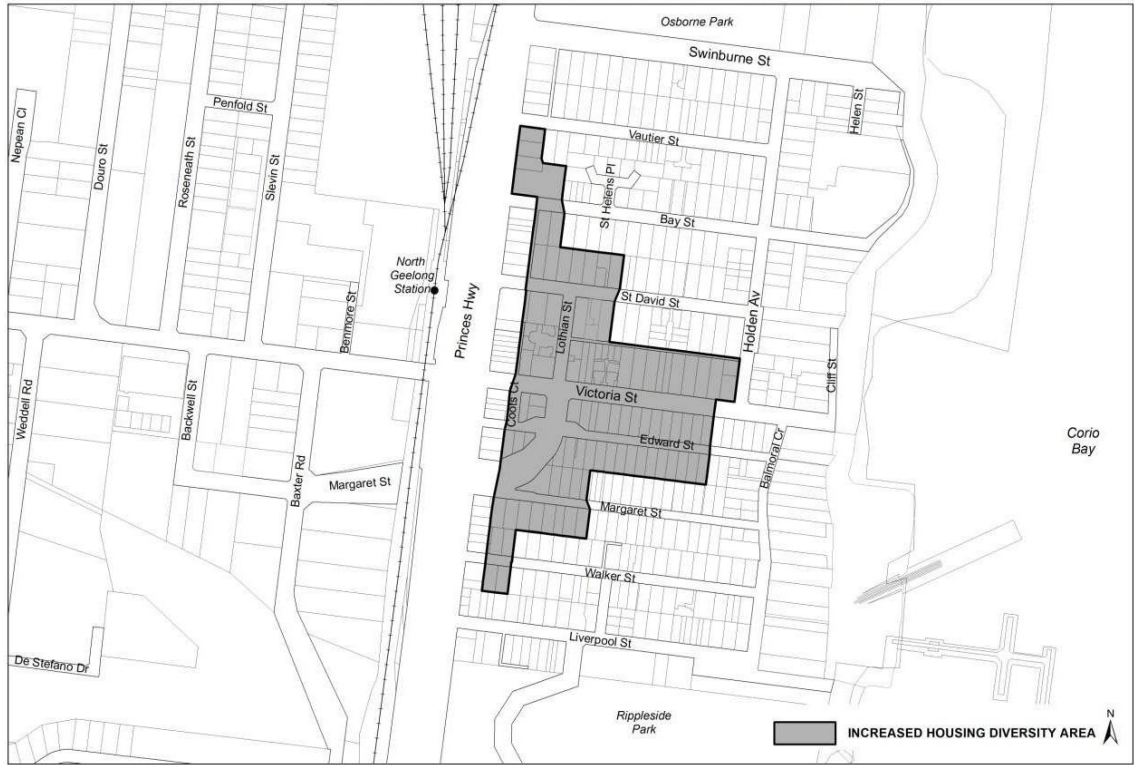 Osborne Park
Swinburne St
Helen St
Penfold St
Nepean Cl
Douro St
Roseneath St
Slevin St
Vautier St
St Helens Pl
Bay St
North
Geelong
Station
Princes Hwy
Benmore St
St David St
Lothian St
Holden Av
Cliff St
Weddell Rd
Backwell St
Baxter Rd
Cools Ct
Victoria St
Edward St
Balmoral Cr
Corio
Bay
Margaret St
Margaret St
Walker St
Liverpool St
De Stefano Dr
Rippleside
Park
INCREASED HOUSING DIVERSITY AREA
N